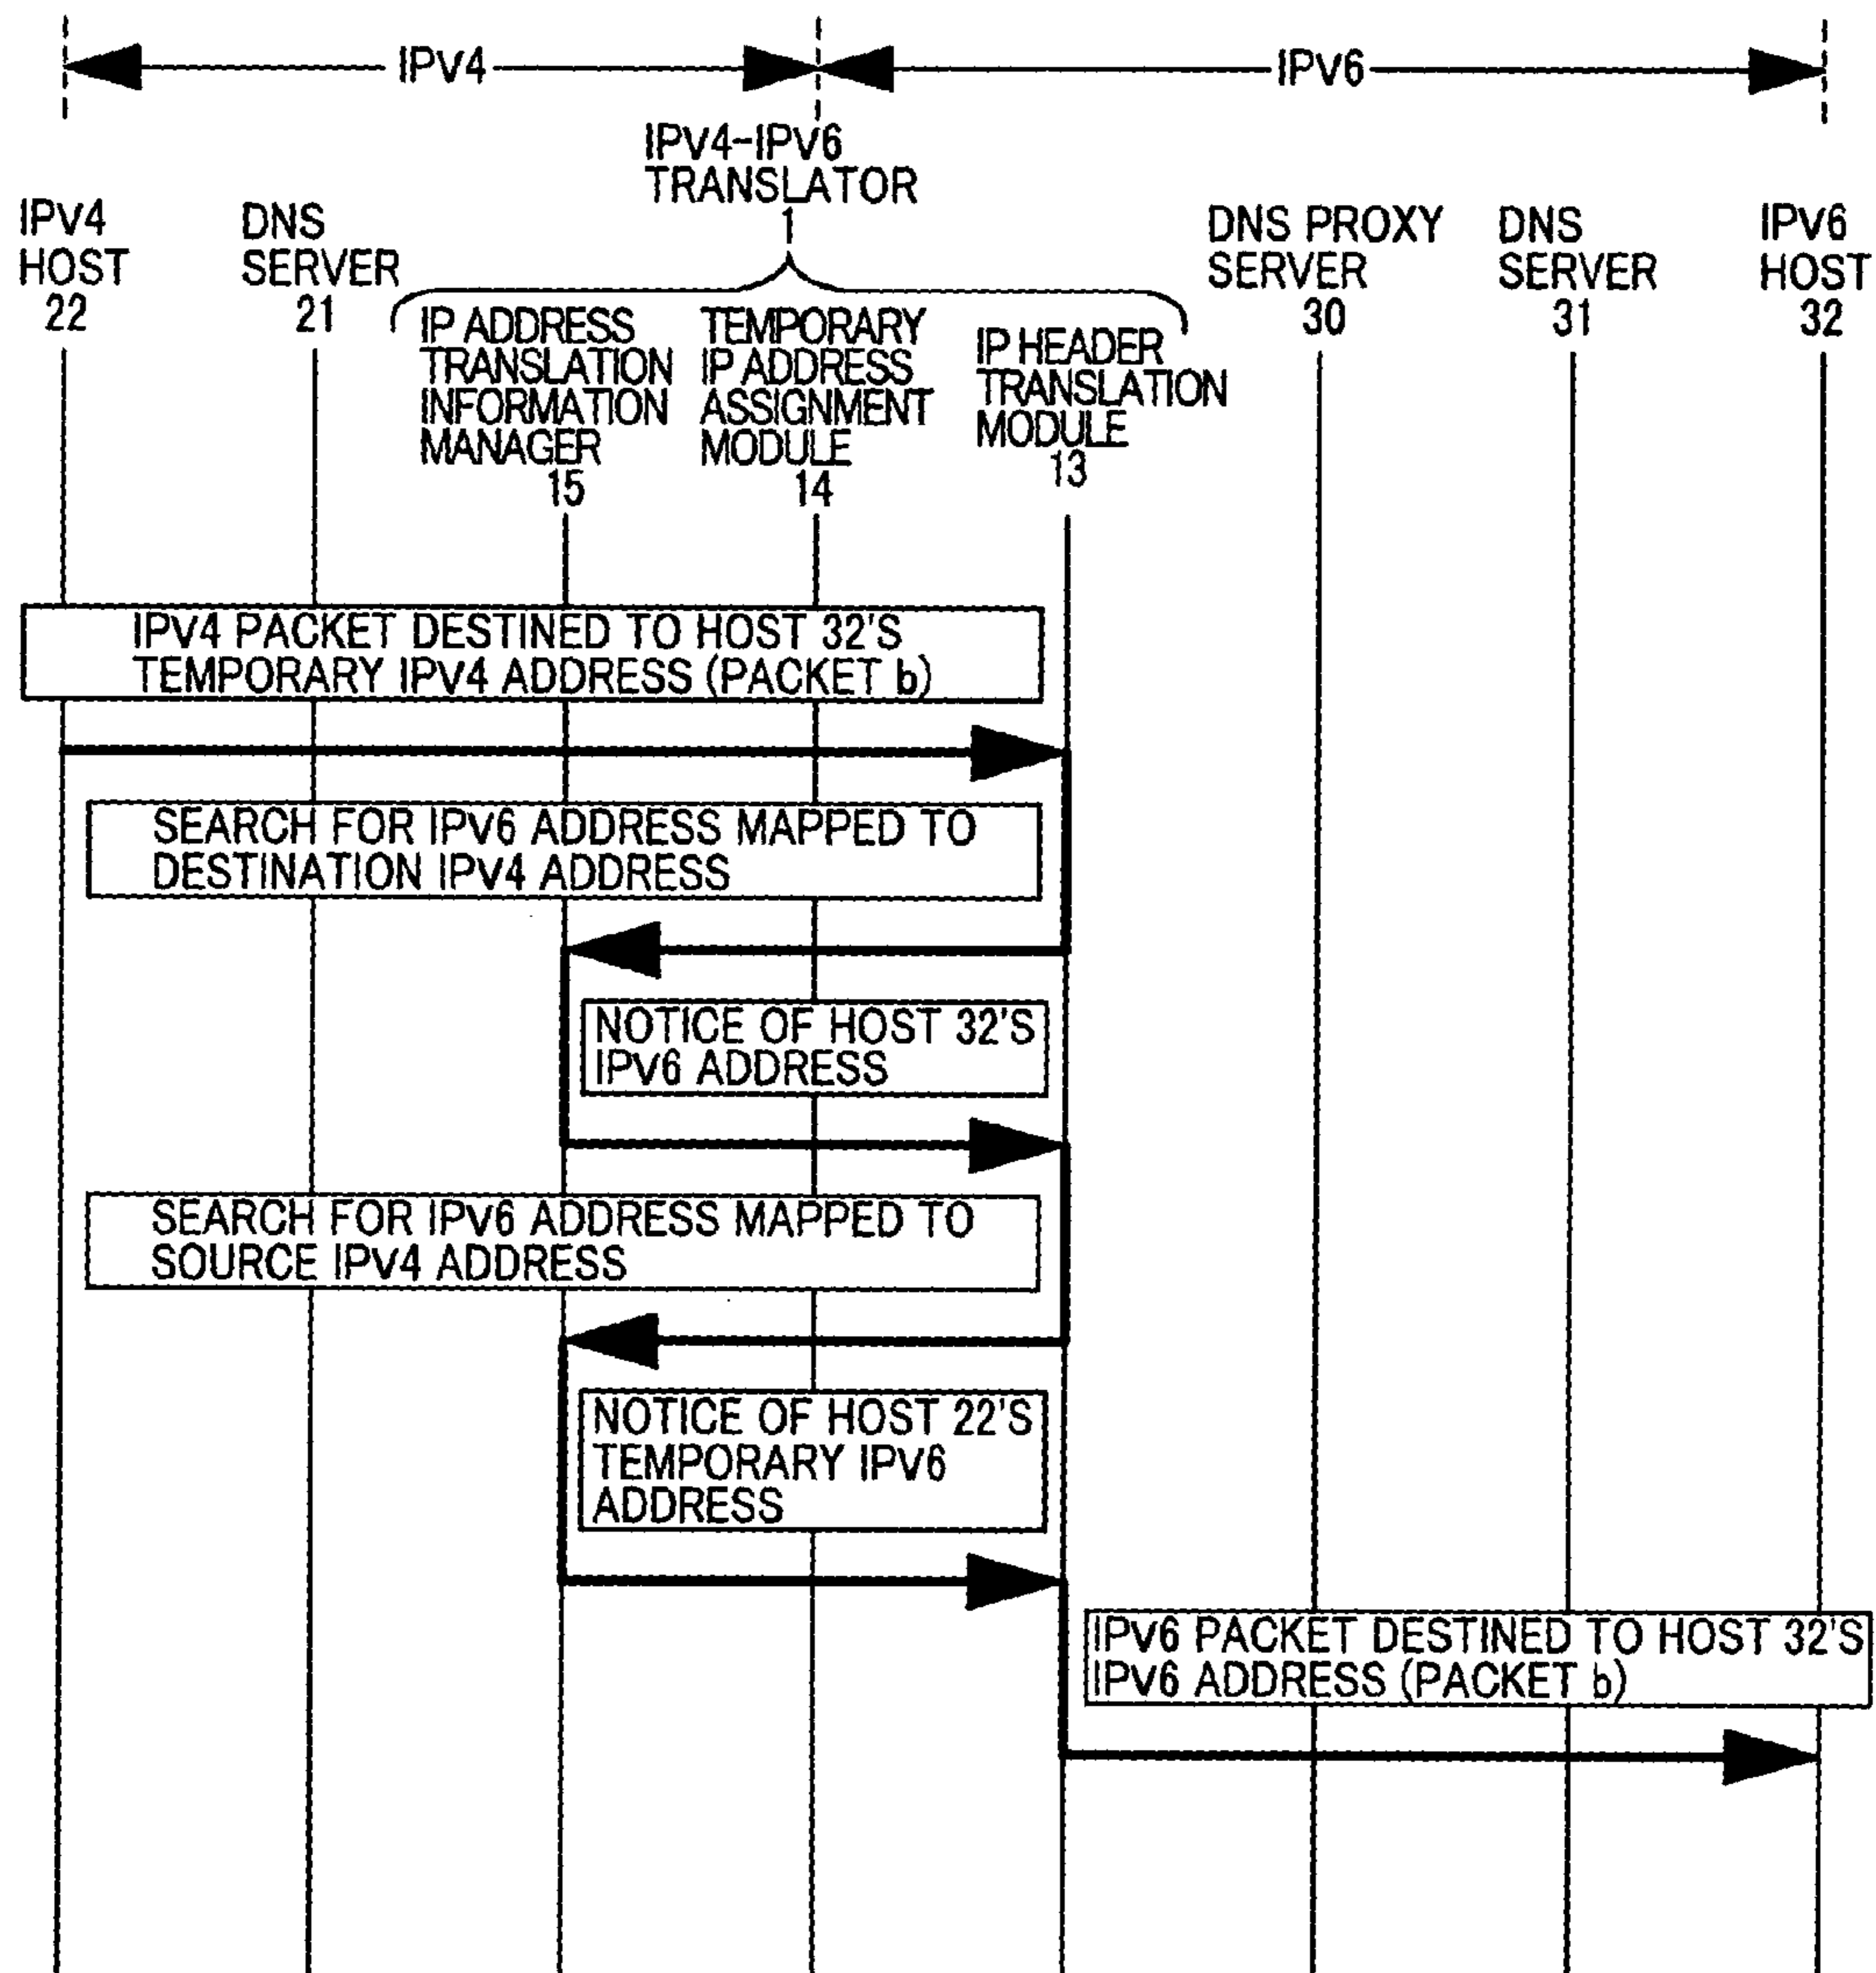 IPV4
IPV6
IPV4-IPV6
TRANSLATOR
1
IPV4
HOST
22
DNS
SERVER
21
IP ADDRESS
TRANSLATION
INFORMATION
MANAGER
15
TEMPORARY
IP ADDRESS
ASSIGNMENT
MODULE
14
IP HEADER
TRANSLATION
MODULE
13
DNS PROXY
SERVER
30
DNS
SERVER
31
IPV6
HOST
32
IPV4 PACKET DESTINED TO HOST 32'S
TEMPORARY IPV4 ADDRESS (PACKET b)
SEARCH FOR IPV6 ADDRESS MAPPED TO
DESTINATION IPV4 ADDRESS
NOTICE OF HOST 32'S
IPV6 ADDRESS
SEARCH FOR IPV6 ADDRESS MAPPED TO
SOURCE IPV4 ADDRESS
NOTICE OF HOST 22'S
TEMPORARY IPV6
ADDRESS
IPV6 PACKET DESTINED TO HOST 32'S
IPV6 ADDRESS (PACKET b)